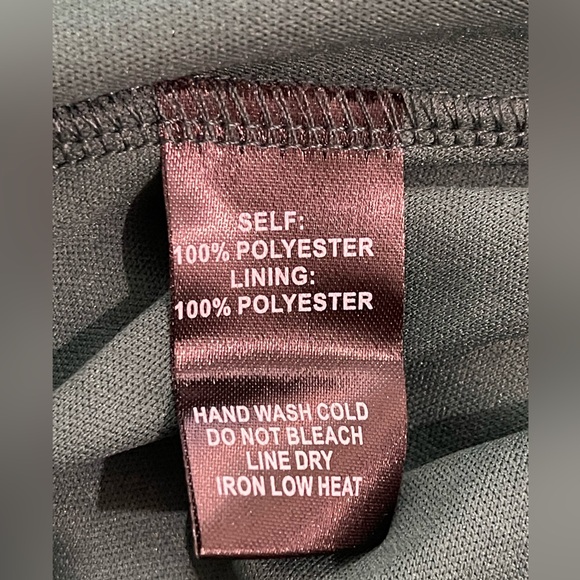 SELF:
100% POLYESTER
LINING:
100% POLYESTER
HAND WASH COLD
DO NOT BLEACH
LINE DRY
IRON LOW HEAT